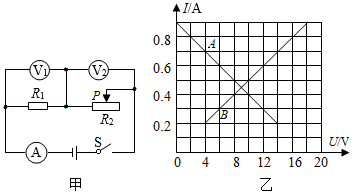 V₁ V₂
R₁ P R₂
A S
甲
I/A
0.8
0.6
0.4
0.2
A
B
0 4 8 12 16 20
U/V
乙